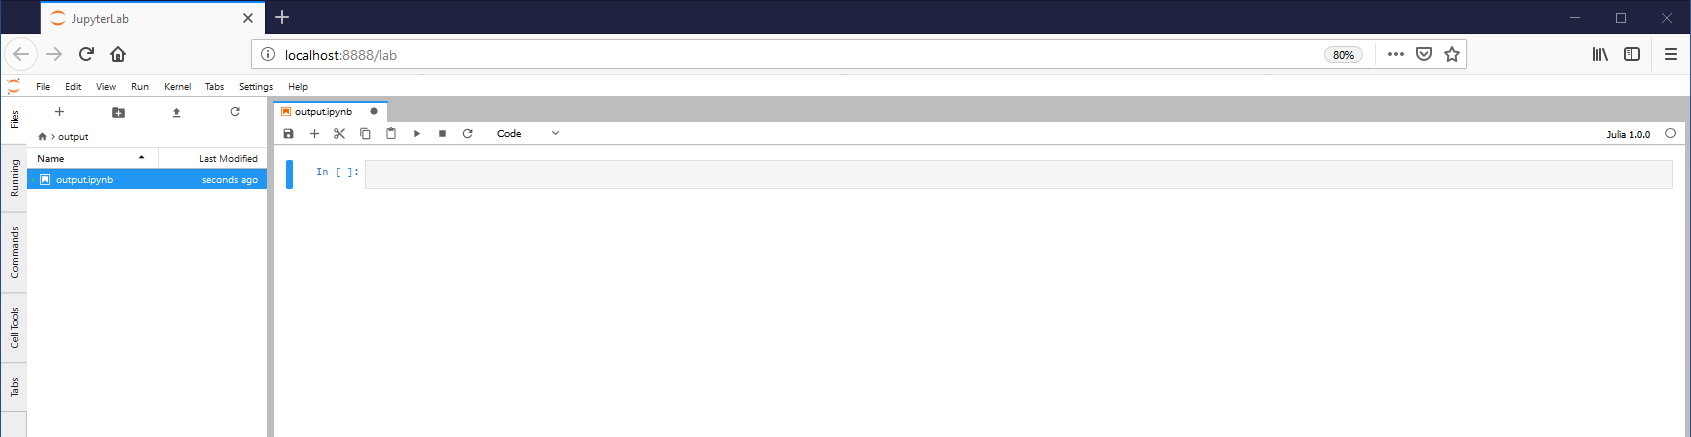 JupyterLab
localhost:8888/lab
80%
File Edit View Run Kernel Tabs Settings Help
Files
Running
Commands
Cell Tools
Tabs
output
Name Last Modified
output.ipynb seconds ago
output.ipynb
Code
Julia 1.0.0
In [ ]: